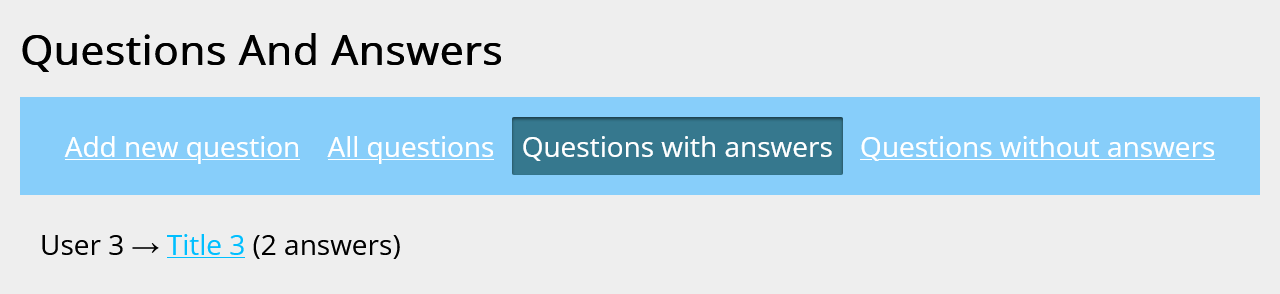 Questions And Answers
Add new question All questions Questions with answers Questions without answers
User 3 → Title 3 (2 answers)